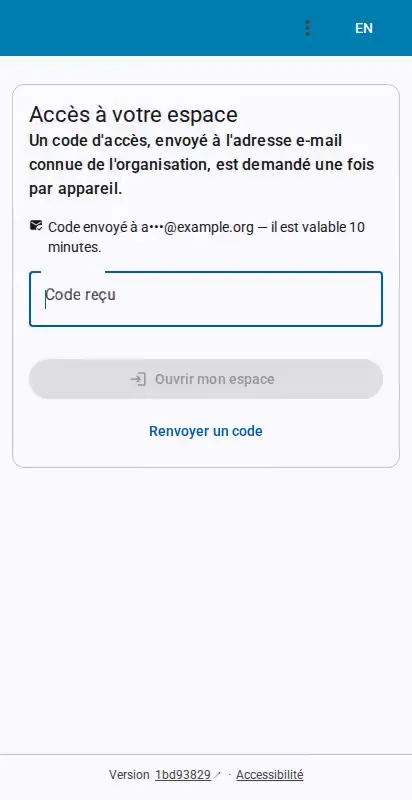 EN
Accès à votre espace
Un code d'accès, envoyé à l'adresse e-mail
connue de l'organisation, est demandé une fois
par appareil.
Code envoyé à a•••@example.org — il est valable 10
minutes.
Code reçu
Ouvrir mon espace
Renvoyer un code
Version 1bd93829 · Accessibilité